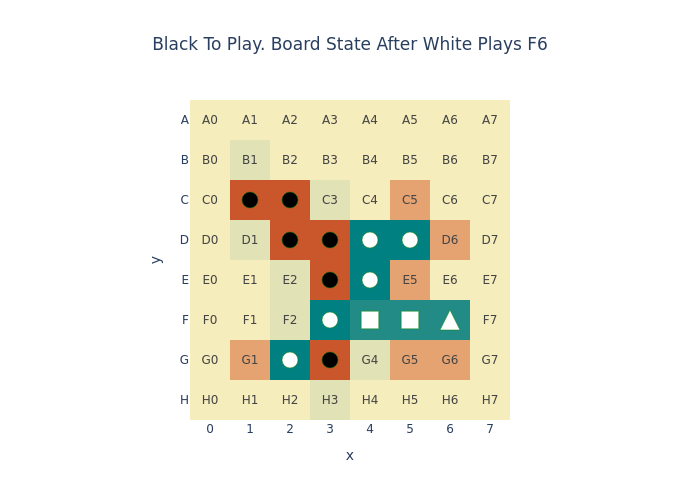 Black To Play. Board State After White Plays F6
A A0 A1 A2 A3 A4 A5 A6 A7
B B0 B1 B2 B3 B4 B5 B6 B7
C C0 C3 C4 C5 C6 C7
D D0 D1 D6 D7
y
E E0 E1 E2 E5 E6 E7
F F0 F1 F2 F7
G G0 G1 G4 G5 G6 G7
H H0 H1 H2 H3 H4 H5 H6 H7
0 1 2 3 4 5 6 7
x